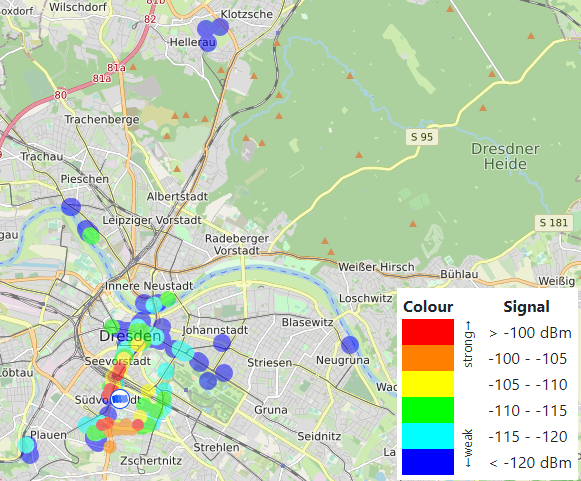 oxdorf
Wilschdorf
81b
82
Klotzsche
Hellerau
81a
81a
80
Trachenberge
S 95
Dresdner
Heide
Trachau
Pieschen
Albertstadt
Leipziger Vorstadt
gau
S 181
Radeberger
Vorstadt
Weißer Hirsch
Bühlau
Weißig
Innere Neustadt
Loschwitz
Dresden
Johannstadt
Blasewitz
Seevorstadt
Striesen
Neugruna
Löbtau
Wac
Südvorstadt
Gruna
Plauen
Seidnitz
Strehlen
La
Zschertnitz
Colour
Signal
strong→
> -100 dBm
-100 - -105
-105 - -110
-110 - -115
←weak
-115 - -120
< -120 dBm